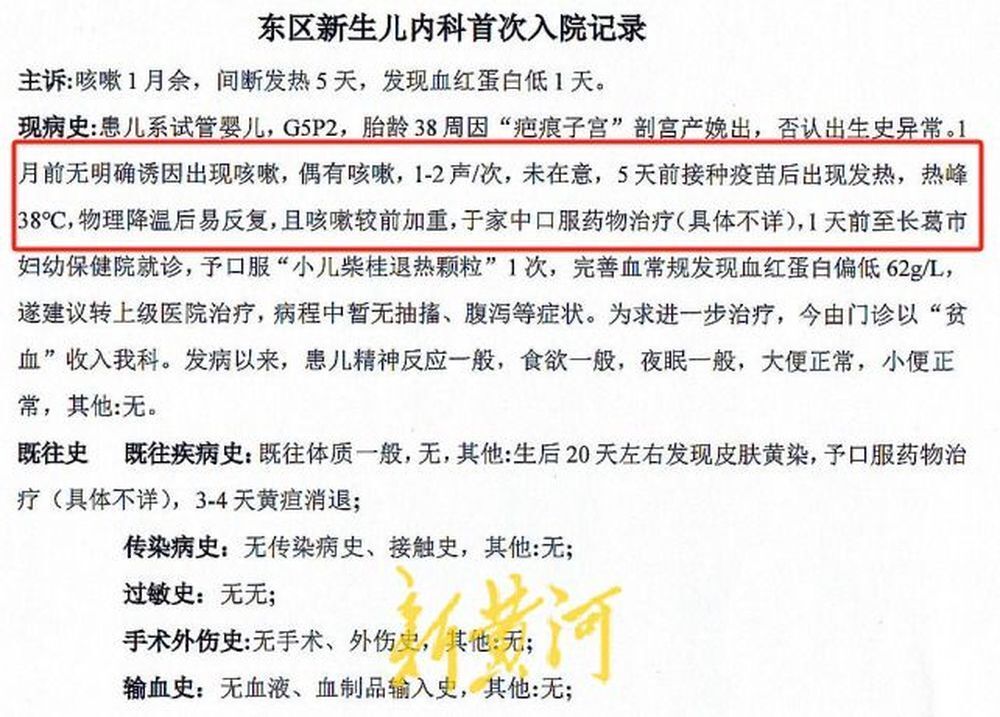 东区新生儿内科首次入院记录
主诉:咳嗽1月余，间断发热5天，发现血红蛋白低1天。
现病史:患儿系试管婴儿，G5P2，胎龄38周因“疤痕子宫”剖宫产娩出，否认出生史异常。1
月前无明确诱因出现咳嗽，偶有咳嗽，1-2声/次，未在意，5天前接种疫苗后出现发热，热峰
38℃，物理降温后易反复，且咳嗽较前加重，于家中口服药物治疗（具体不详），1天前至长葛市
妇幼保健院就诊，予口服“小儿柴桂退热颗粒”1次，完善血常规发现血红蛋白偏低62g/L，
遂建议转上级医院治疗，病程中暂无抽搐、腹泻等症状。为求进一步治疗，今由门诊以“贫
血”收入我科。发病以来，患儿精神反应一般，食欲一般，夜眠一般，大便正常，小便正
常，其他:无。
既往史 既往疾病史:既往体质一般，无，其他:生后20天左右发现皮肤黄染，予口服药物治
疗（具体不详），3-4天黄疸消退；
传染病史：无传染病史、接触史，其他:无；
过敏史：无无；
手术外伤史:无手术、外伤史，其他:无；
输血史：无血液、血制品输入史，其他:无；
新黄河